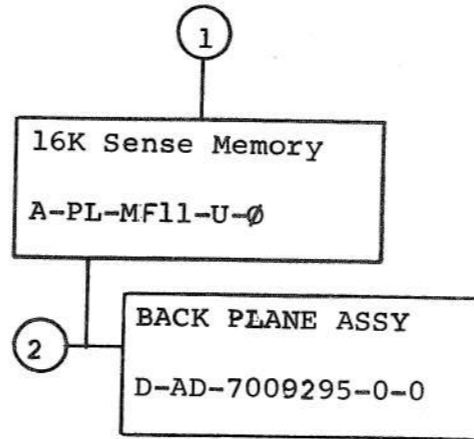 1
16K Sense Memory
A-PL-MF11-U-Ø
2
BACK PLANE ASSY
D-AD-7009295-0-0